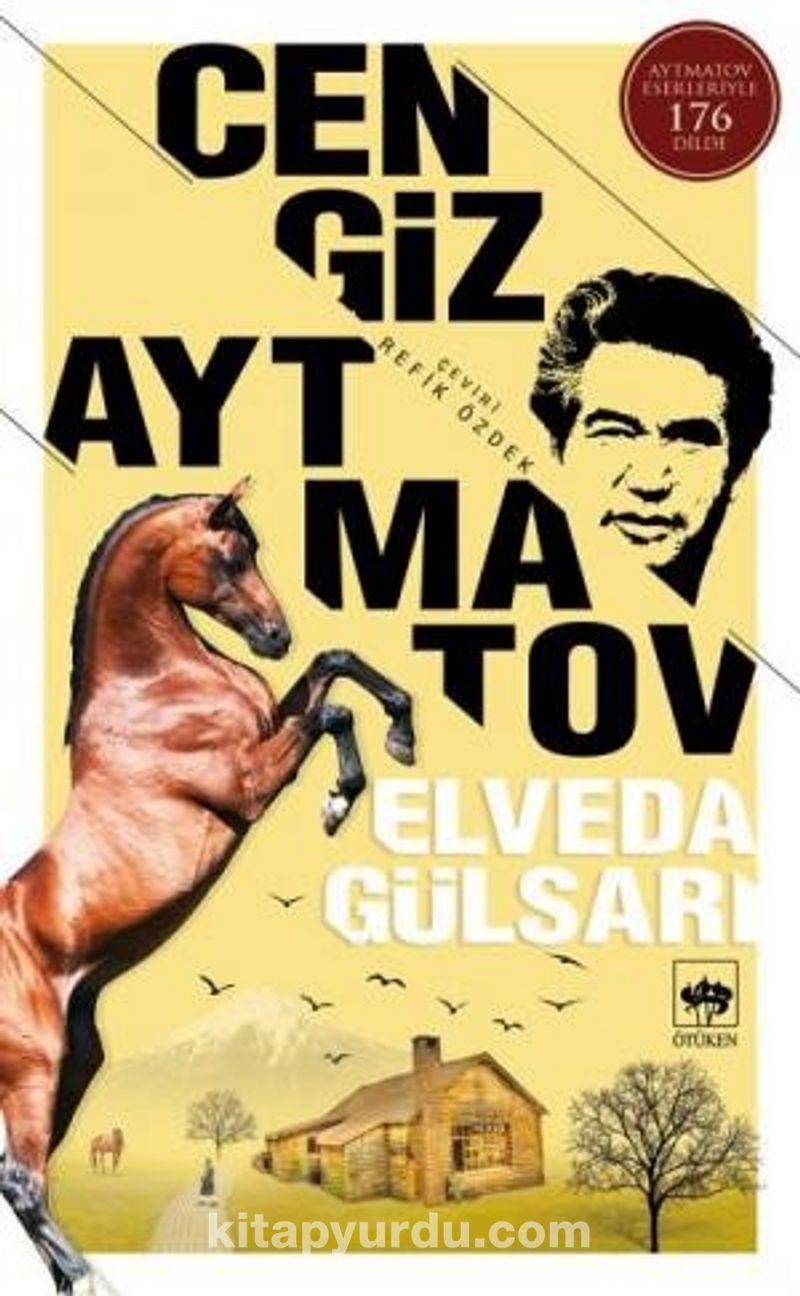 AYTMATOV
ESERLERİYLE
176
DİLDE
CEN
GİZ
AYT
MA
TOV
ÇEVİRİ
REFİK ÖZDEK
ELVEDA
GÜLSARI
ÖTÜKEN
kitapyurdu.com